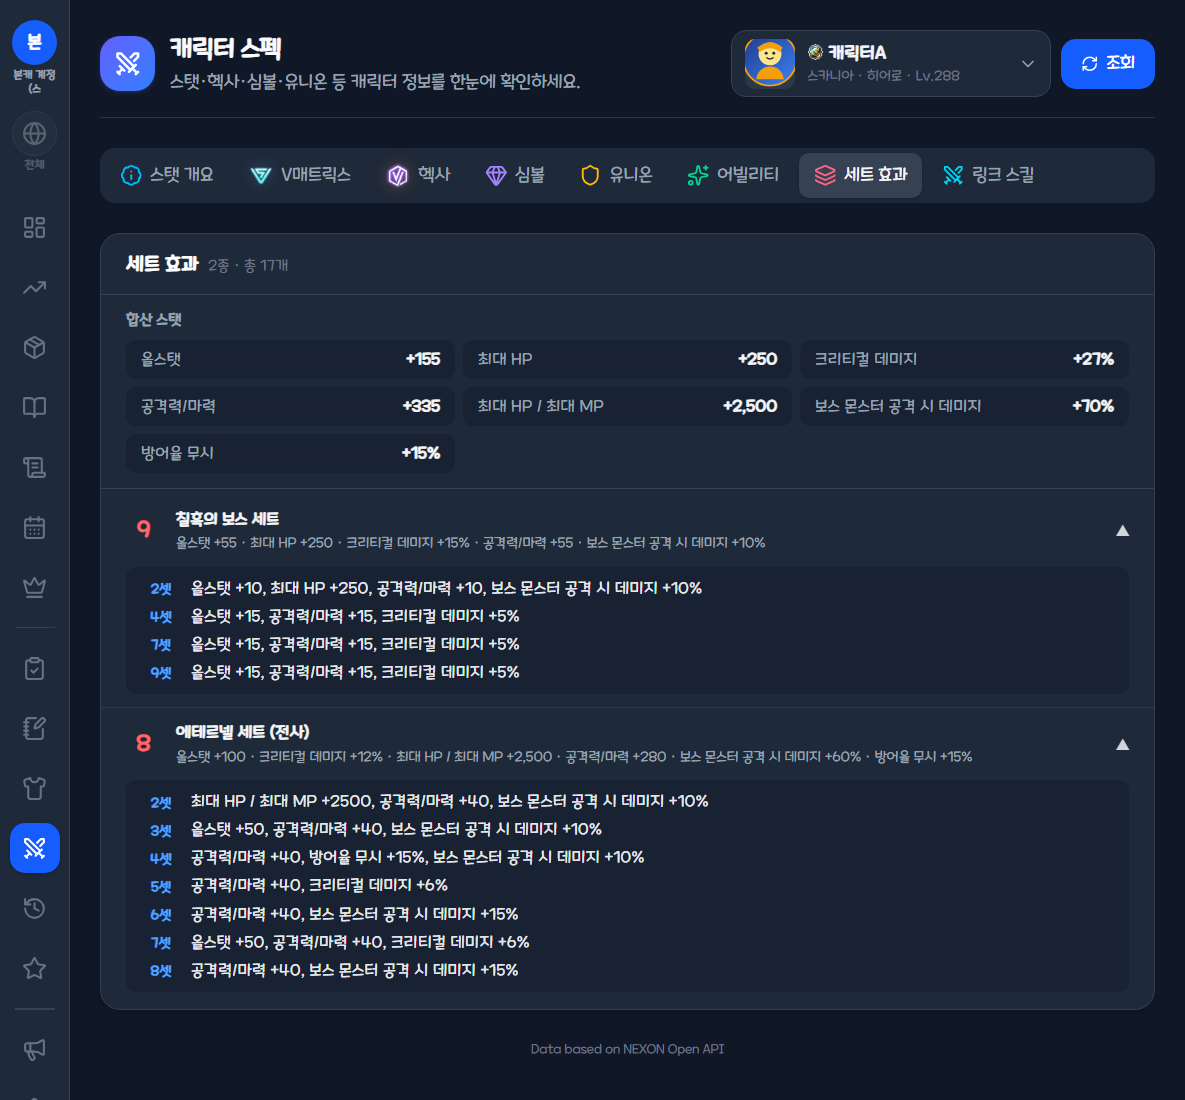 본
본캐 계정
(스
전체
캐릭터 스펙
스탯·헥사·심볼·유니온 등 캐릭터 정보를 한눈에 확인하세요.
캐릭터A
스카니아 · 히어로 · Lv.288
조회
스탯 개요
V매트릭스
헥사
심볼
유니온
어빌리티
세트 효과
링크 스킬
세트 효과 2종 · 총 17개
합산 스탯
올스탯 +155
최대 HP +250
크리티컬 데미지 +27%
공격력/마력 +335
최대 HP / 최대 MP +2,500
보스 몬스터 공격 시 데미지 +70%
방어율 무시 +15%
9
칠흑의 보스 세트
올스탯 +55 · 최대 HP +250 · 크리티컬 데미지 +15% · 공격력/마력 +55 · 보스 몬스터 공격 시 데미지 +10%
▲
2셋 올스탯 +10, 최대 HP +250, 공격력/마력 +10, 보스 몬스터 공격 시 데미지 +10%
4셋 올스탯 +15, 공격력/마력 +15, 크리티컬 데미지 +5%
7셋 올스탯 +15, 공격력/마력 +15, 크리티컬 데미지 +5%
9셋 올스탯 +15, 공격력/마력 +15, 크리티컬 데미지 +5%
8
에테르넬 세트 (전사)
올스탯 +100 · 크리티컬 데미지 +12% · 최대 HP / 최대 MP +2,500 · 공격력/마력 +280 · 보스 몬스터 공격 시 데미지 +60% · 방어율 무시 +15%
▲
2셋 최대 HP / 최대 MP +2500, 공격력/마력 +40, 보스 몬스터 공격 시 데미지 +10%
3셋 올스탯 +50, 공격력/마력 +40, 보스 몬스터 공격 시 데미지 +10%
4셋 공격력/마력 +40, 방어율 무시 +15%, 보스 몬스터 공격 시 데미지 +10%
5셋 공격력/마력 +40, 크리티컬 데미지 +6%
6셋 공격력/마력 +40, 보스 몬스터 공격 시 데미지 +15%
7셋 올스탯 +50, 공격력/마력 +40, 크리티컬 데미지 +6%
8셋 공격력/마력 +40, 보스 몬스터 공격 시 데미지 +15%
Data based on NEXON Open API